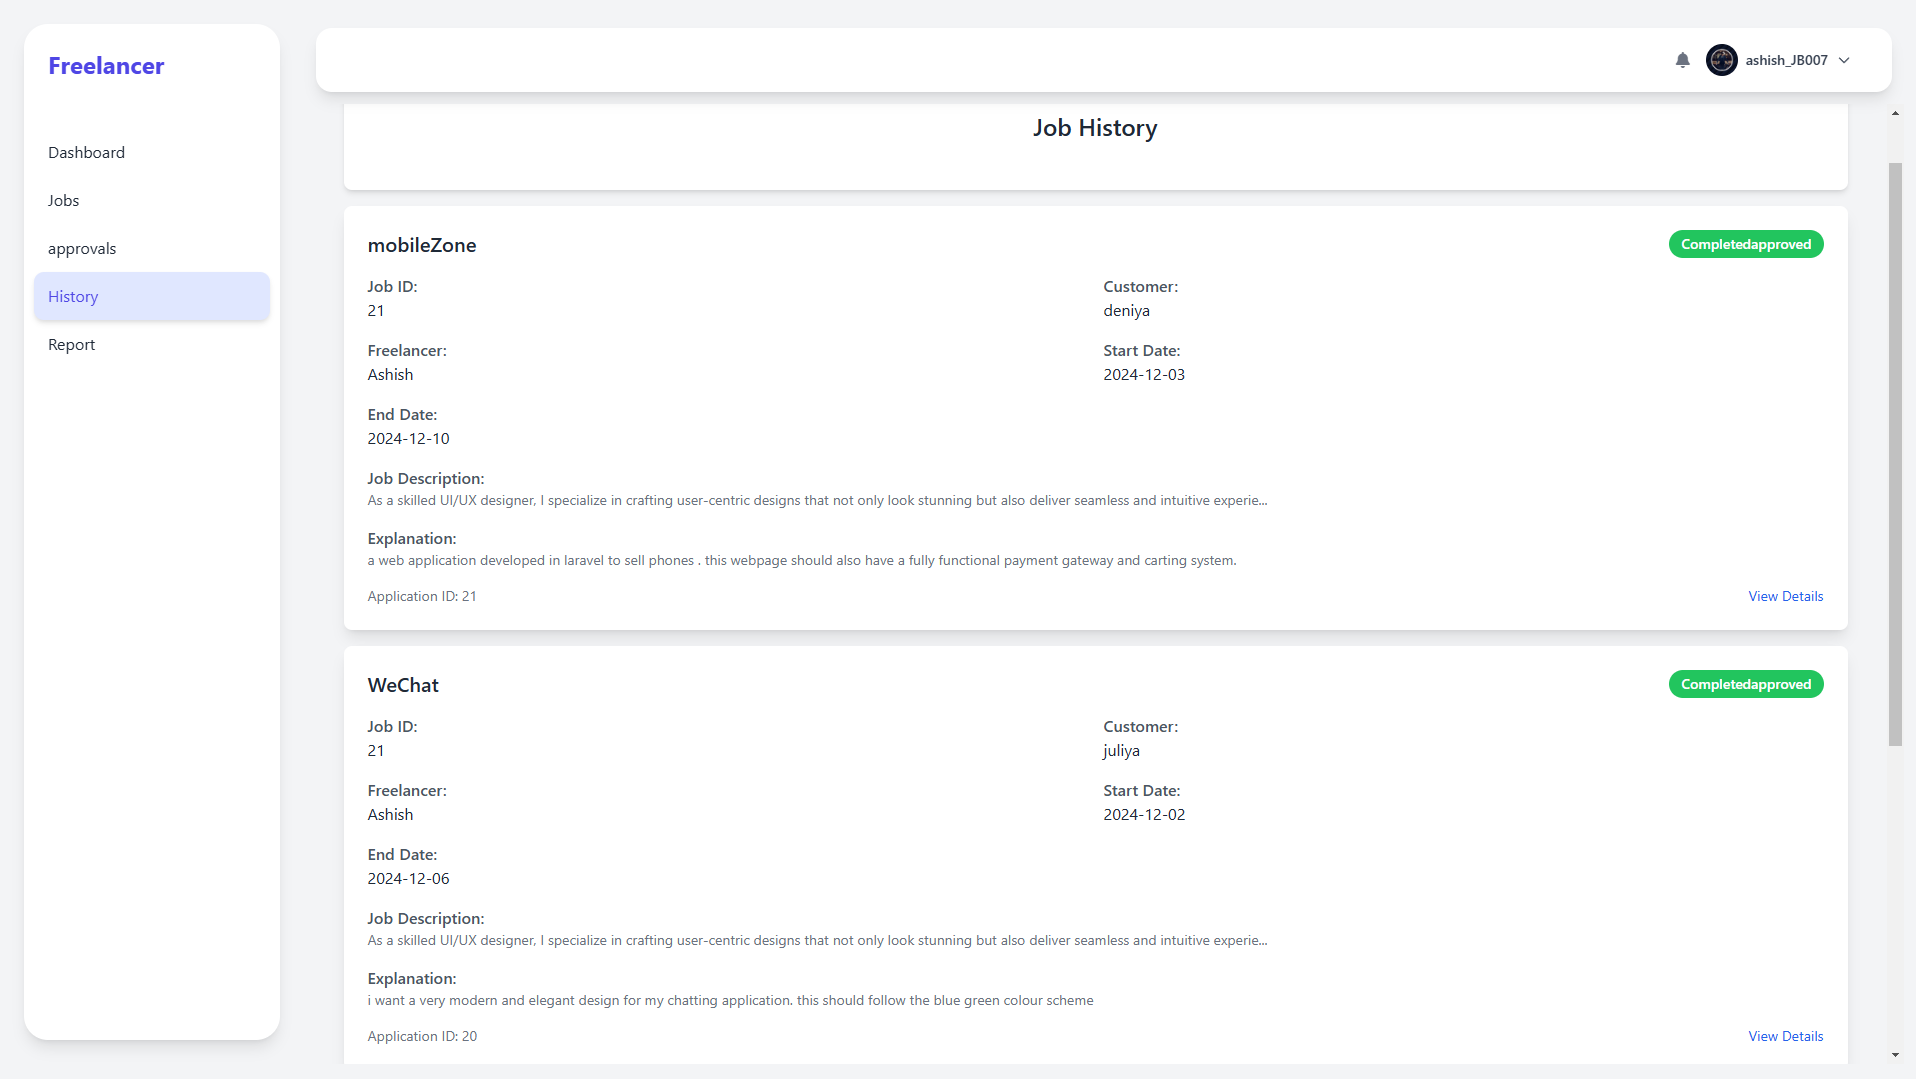 Freelancer
Dashboard
Jobs
approvals
History
Report
ashish_JB007
Job History
mobileZone
Completedapproved
Job ID:
21
Customer:
deniya
Freelancer:
Ashish
Start Date:
2024-12-03
End Date:
2024-12-10
Job Description:
As a skilled UI/UX designer, I specialize in crafting user-centric designs that not only look stunning but also deliver seamless and intuitive experie...
Explanation:
a web application developed in laravel to sell phones . this webpage should also have a fully functional payment gateway and carting system.
Application ID: 21
View Details
WeChat
Completedapproved
Job ID:
21
Customer:
juliya
Freelancer:
Ashish
Start Date:
2024-12-02
End Date:
2024-12-06
Job Description:
As a skilled UI/UX designer, I specialize in crafting user-centric designs that not only look stunning but also deliver seamless and intuitive experie...
Explanation:
i want a very modern and elegant design for my chatting application. this should follow the blue green colour scheme
Application ID: 20
View Details